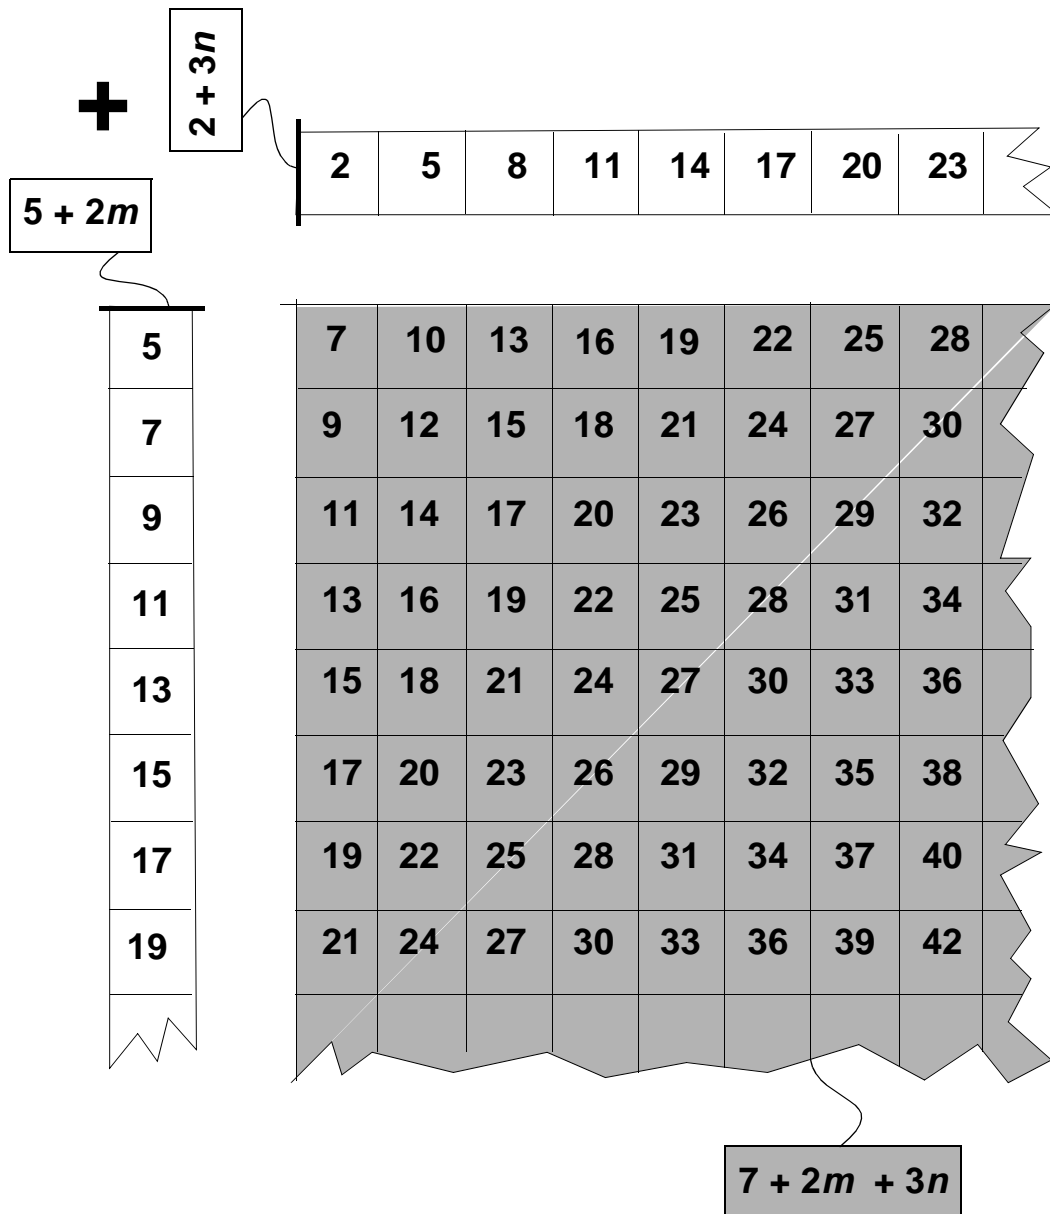 +
2 + 3n
2 5 8 11 14 17 20 23
5 + 2m
5 7 10 13 16 19 22 25 28
7 9 12 15 18 21 24 27 30
9 11 14 17 20 23 26 29 32
11 13 16 19 22 25 28 31 34
13 15 18 21 24 27 30 33 36
15 17 20 23 26 29 32 35 38
17 19 22 25 28 31 34 37 40
19 21 24 27 30 33 36 39 42
7 + 2m + 3n